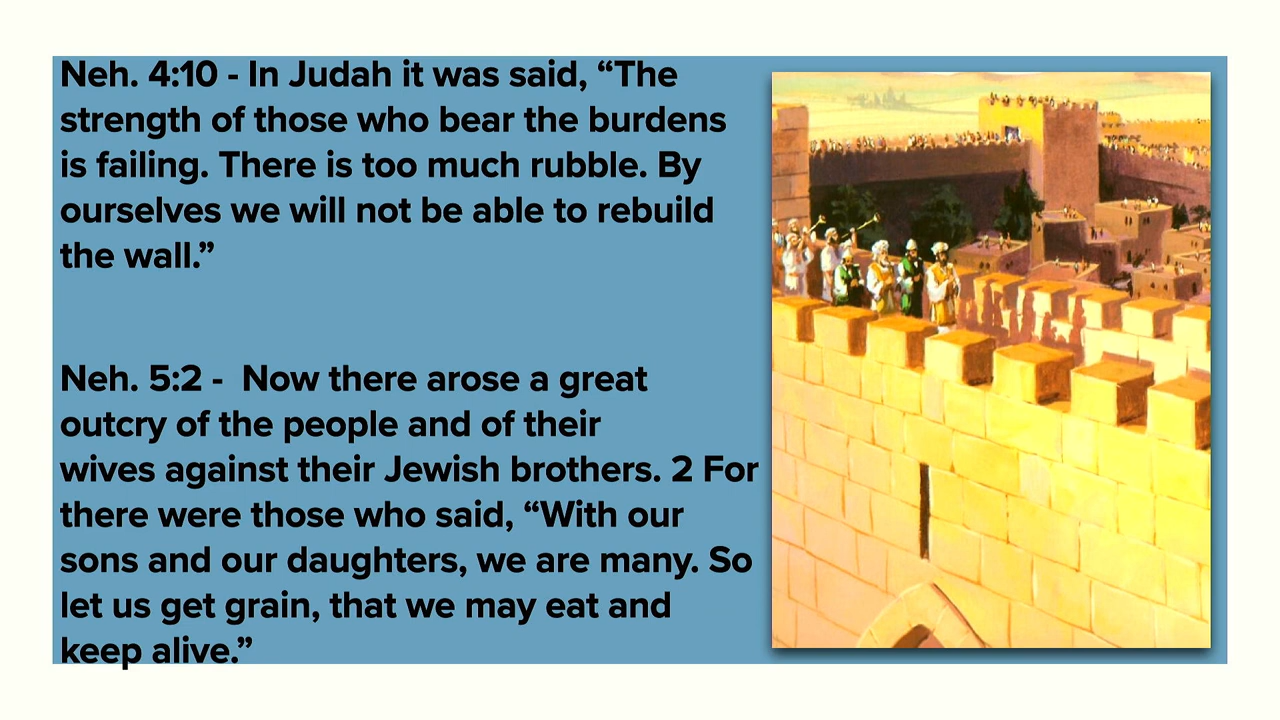 Neh. 4:10 - In Judah it was said, “The
strength of those who bear the burdens
is failing. There is too much rubble. By
ourselves we will not be able to rebuild
the wall.”
Neh. 5:2 -  Now there arose a great
outcry of the people and of their
wives against their Jewish brothers. 2 For
there were those who said, “With our
sons and our daughters, we are many. So
let us get grain, that we may eat and
keep alive.”